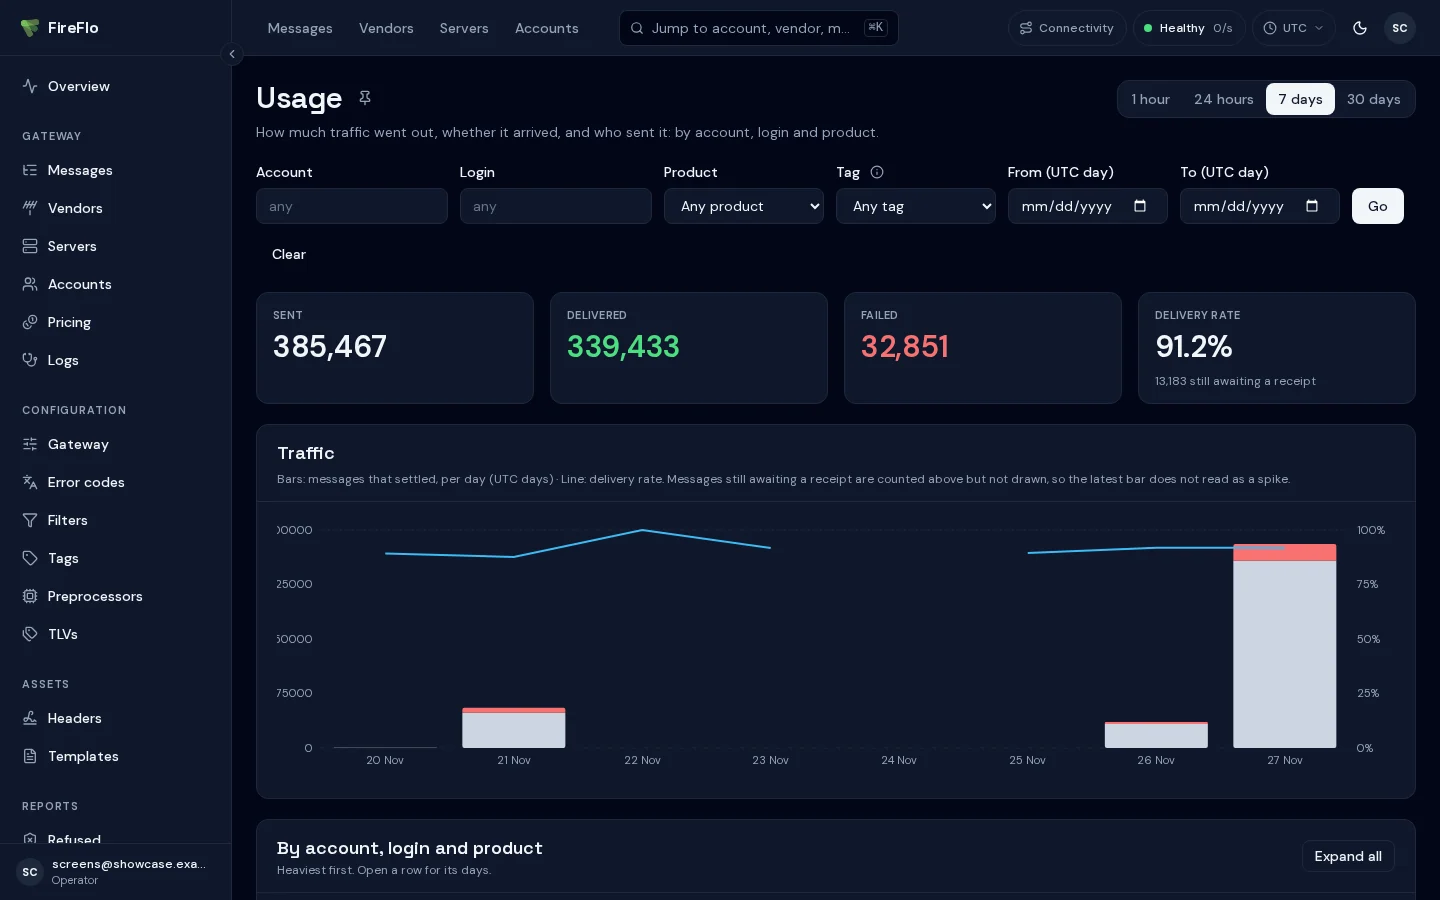 FireFlo
Messages
Vendors
Servers
Accounts
Jump to account, vendor, m...
⌘K
Connectivity
Healthy 0/s
UTC
SC
Overview
GATEWAY
Messages
Vendors
Servers
Accounts
Pricing
Logs
CONFIGURATION
Gateway
Error codes
Filters
Tags
Preprocessors
TLVs
ASSETS
Headers
Templates
REPORTS
Refused
SC
screens@showcase.exa...
Operator
Usage
1 hour
24 hours
7 days
30 days
How much traffic went out, whether it arrived, and who sent it: by account, login and product.
Account
Login
Product
Tag
From (UTC day)
To (UTC day)
any
any
Any product
Any tag
mm/dd/yyyy
mm/dd/yyyy
Go
Clear
SENT
385,467
DELIVERED
339,433
FAILED
32,851
DELIVERY RATE
91.2%
13,183 still awaiting a receipt
Traffic
Bars: messages that settled, per day (UTC days) · Line: delivery rate. Messages still awaiting a receipt are counted above but not drawn, so the latest bar does not read as a spike.
00000
25000
50000
75000
0
100%
75%
50%
25%
0%
20 Nov
21 Nov
22 Nov
23 Nov
24 Nov
25 Nov
26 Nov
27 Nov
By account, login and product
Heaviest first. Open a row for its days.
Expand all